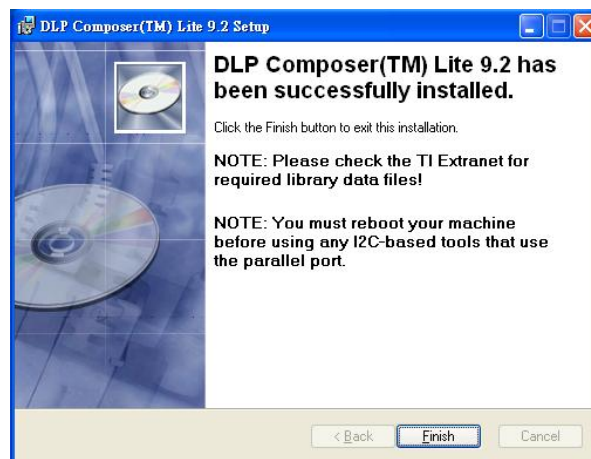 DLP Composer(TM) Lite 9.2 Setup
DLP Composer(TM) Lite 9.2 has
been successfully installed.
Click the Finish button to exit this installation.
NOTE: Please check the TI Extranet for
required library data files!
NOTE: You must reboot your machine
before using any I2C-based tools that use
the parallel port.
< Back Finish Cancel